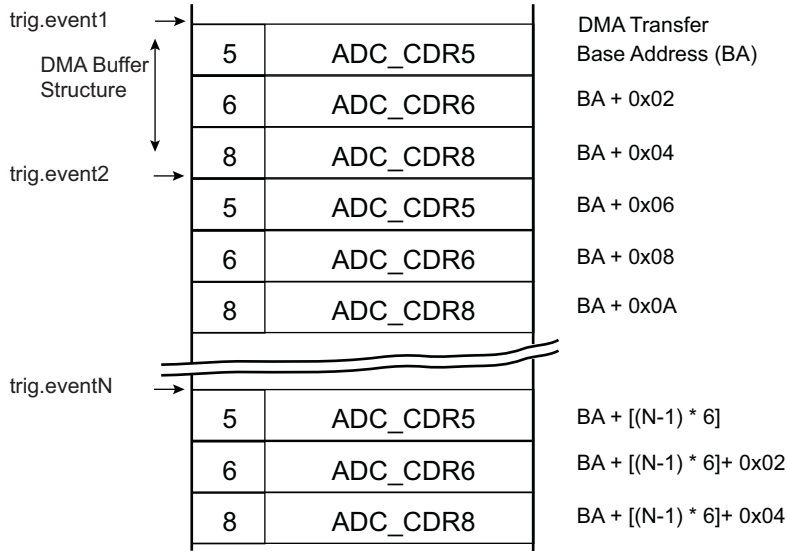 trig.event1
DMA Transfer
5 ADC_CDR5 Base Address (BA)
DMA Buffer
Structure
6 ADC_CDR6 BA + 0x02
8 ADC_CDR8 BA + 0x04
trig.event2
5 ADC_CDR5 BA + 0x06
6 ADC_CDR6 BA + 0x08
8 ADC_CDR8 BA + 0x0A
trig.eventN
5 ADC_CDR5 BA + [(N-1) * 6]
6 ADC_CDR6 BA + [(N-1) * 6]+ 0x02
8 ADC_CDR8 BA + [(N-1) * 6]+ 0x04